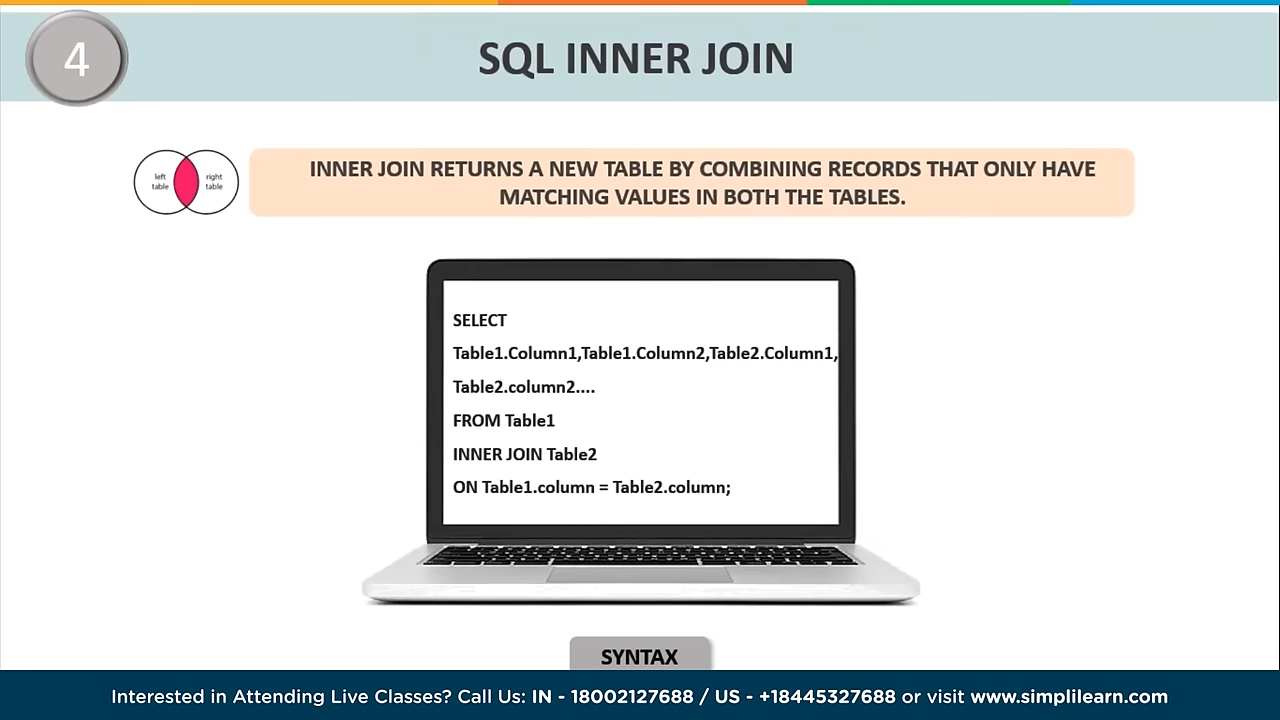 4
SQL INNER JOIN
left
table
right
table
INNER JOIN RETURNS A NEW TABLE BY COMBINING RECORDS THAT ONLY HAVE
MATCHING VALUES IN BOTH THE TABLES.
SELECT
Table1.Column1,Table1.Column2,Table2.Column1,
Table2.column2....
FROM Table1
INNER JOIN Table2
ON Table1.column = Table2.column;
SYNTAX
Interested in Attending Live Classes? Call Us: IN - 18002127688 / US - +18445327688 or visit www.simplilearn.com